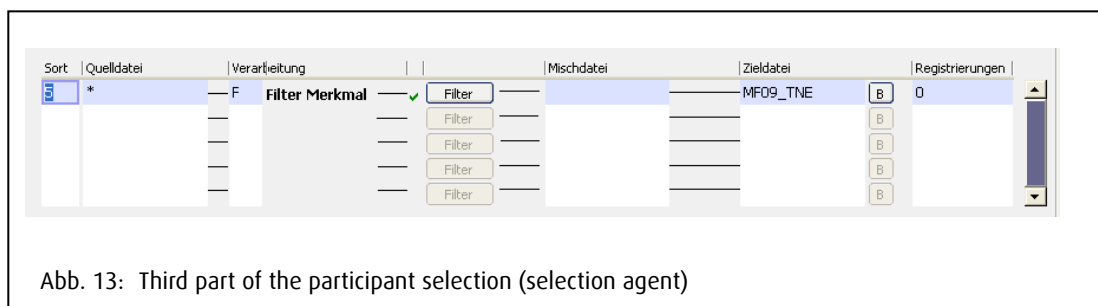 Sort Quelldatei Verarbeitung Mischdatei Zieldatei Registrierungen
5 * F Filter Merkmal Filter MF09_TNE B 0
Filter B
Filter B
Filter B
Filter B
Abb. 13: Third part of the participant selection (selection agent)